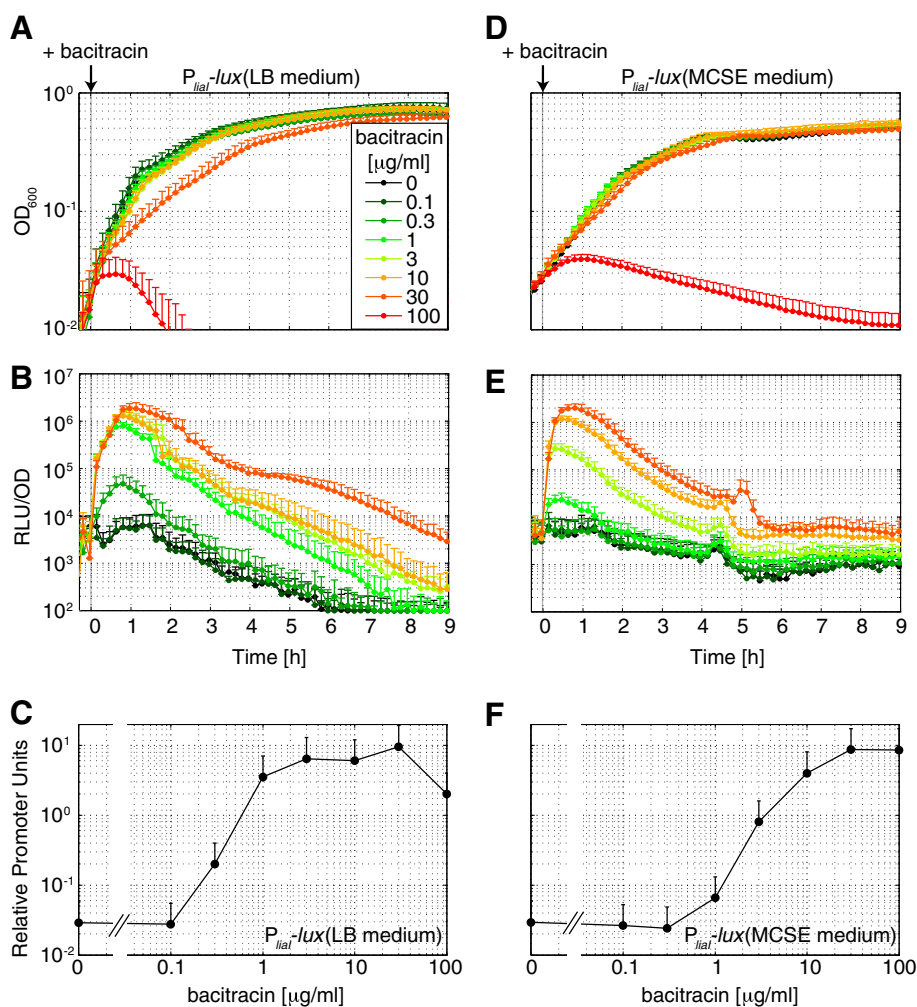 A
+ bacitracin
P_liaI-lux(LB medium)
10^0
10^-1
10^-2
OD_600
bacitracin
[μg/ml]
0
0.1
0.3
1
3
10
30
100
D
+ bacitracin
P_liaI-lux(MCSE medium)
B
10^7
10^6
10^5
10^4
10^3
10^2
RLU/OD
0 1 2 3 4 5 6 7 8 9
Time [h]
E
0 1 2 3 4 5 6 7 8 9
Time [h]
C
10^1
10^0
10^-1
10^-2
Relative Promoter Units
P_liaI-lux(LB medium)
0 0.1 1 10 100
bacitracin [μg/ml]
F
P_liaI-lux(MCSE medium)
0 0.1 1 10 100
bacitracin [μg/ml]